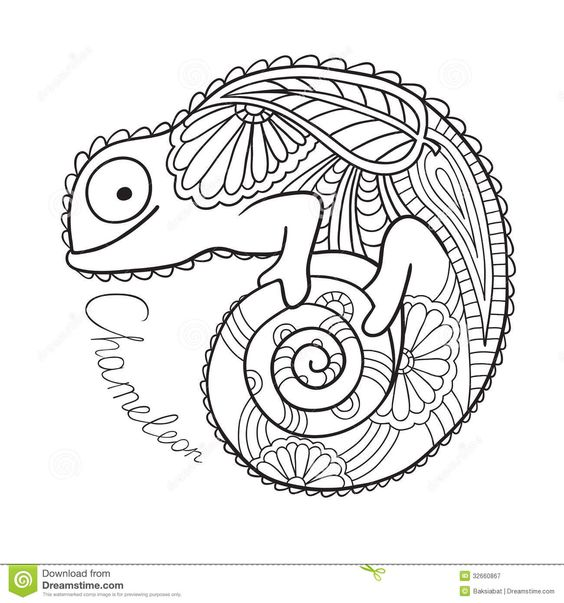 Chameleon
Download from
Dreamstime.com
This watermarked comp image is for previewing purposes only.
32660867
Baksiabat | Dreamstime.com